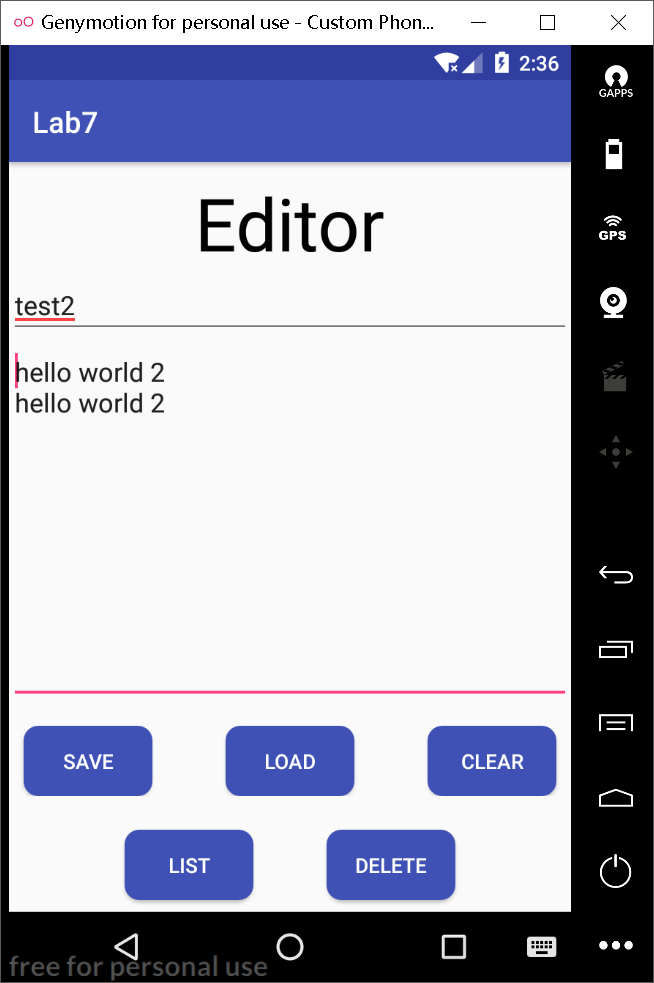 Genymotion for personal use - Custom Phon...
2:36
GAPPS
Lab7
GPS
Editor
test2
hello world 2
hello world 2
SAVE LOAD CLEAR
LIST DELETE
free for personal use